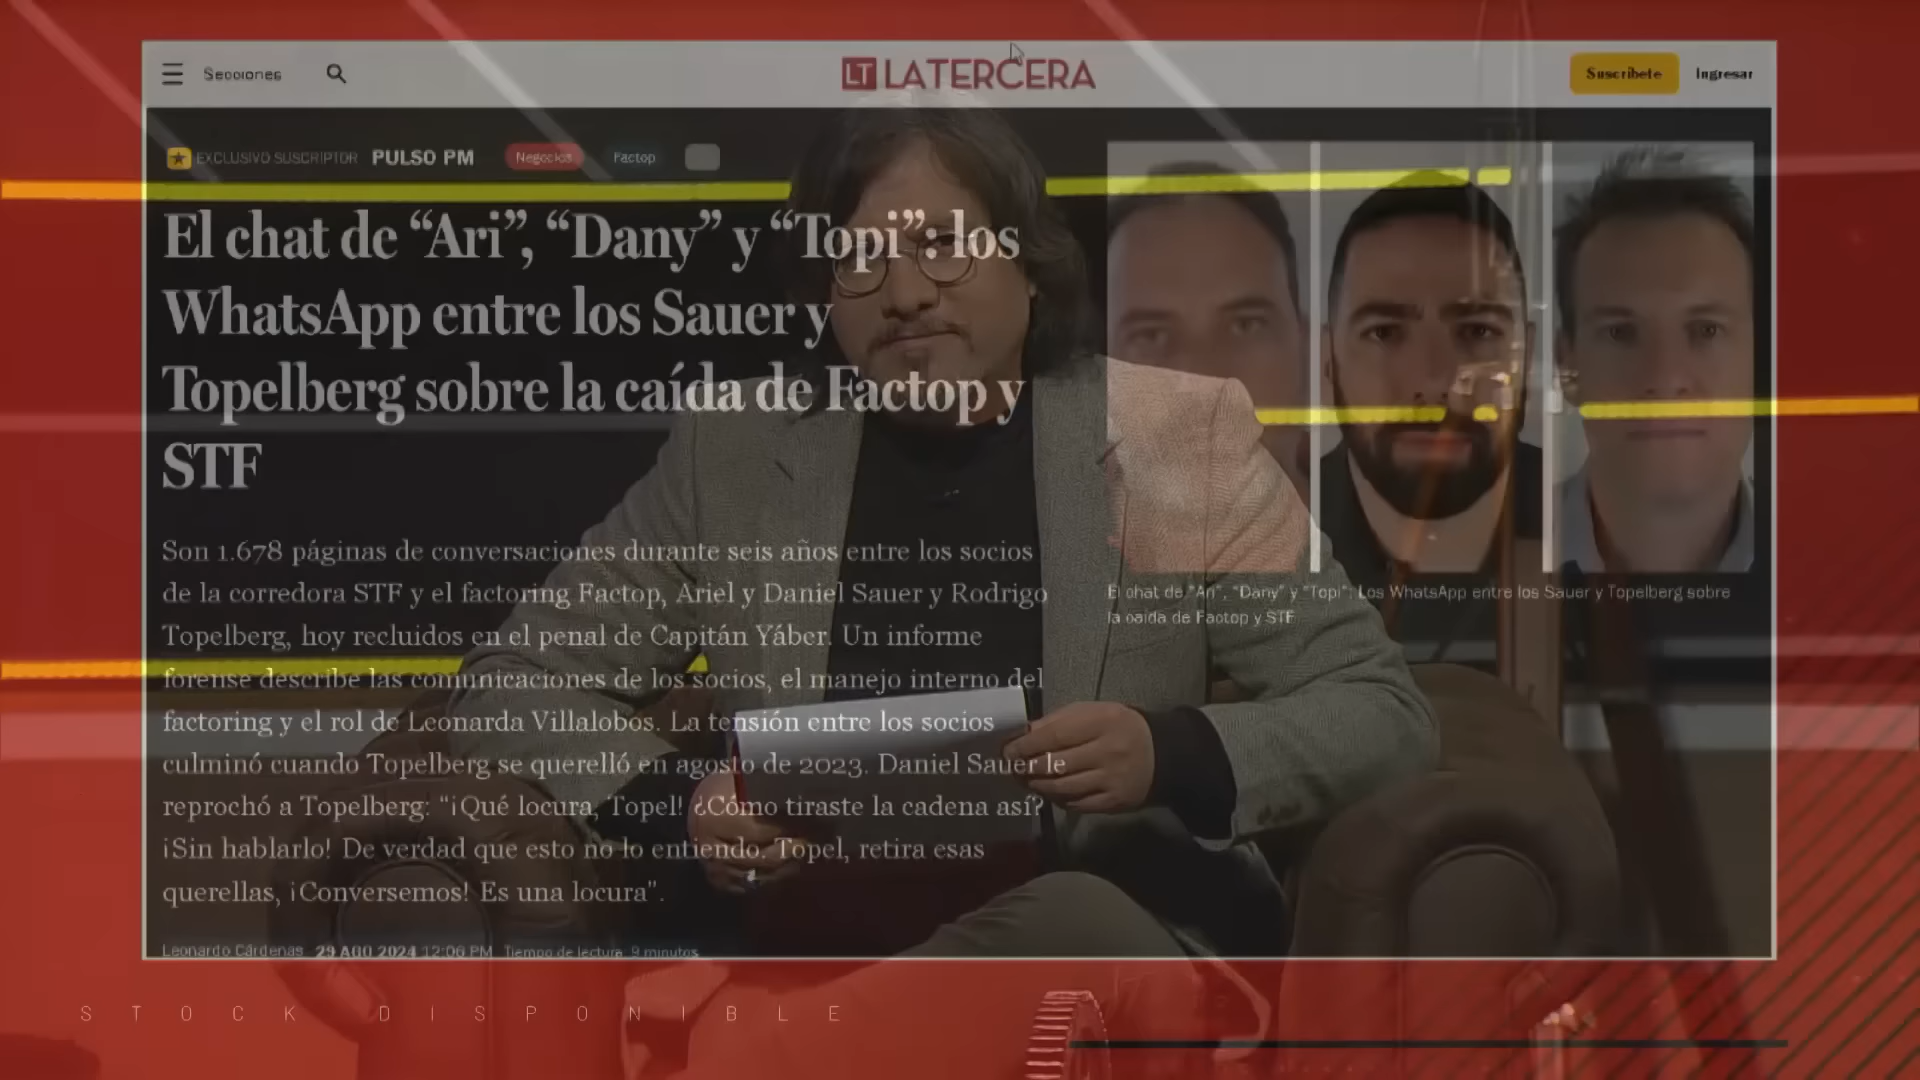 Secciones
LT LATERCERA
Suscríbete
Ingresar
EXCLUSIVO SUSCRIPTOR PULSO PM Negocios Factop
El chat de “Ari”, “Dany” y “Topi”: los
WhatsApp entre los Sauer y
Topelberg sobre la caída de Factop y
STF
Son 1.678 páginas de conversaciones durante seis años entre los socios
de la corredora STF y el factoring Factop, Ariel y Daniel Sauer y Rodrigo
Topelberg, hoy recluidos en el penal de Capitán Yáber. Un informe
forense describe las comunicaciones de los socios, el manejo interno del
factoring y el rol de Leonarda Villalobos. La tensión entre los socios
culminó cuando Topelberg se querelló en agosto de 2023. Daniel Sauer le
reprochó a Topelberg: “¡Qué locura, Topel! ¿Cómo tiraste la cadena así?
¡Sin hablarlo! De verdad que esto no lo entiendo. Topel, retira esas
querellas, ¡Conversemos! Es una locura”.
Leonardo Cárdenas 29 AGO 2024 12:06 PM Tiempo de lectura: 9 minutos
El chat de “Ari”, “Dany” y “Topi”: Los WhatsApp entre los Sauer y Topelberg sobre
la caída de Factop y STF
STOCK DISPONIBLE